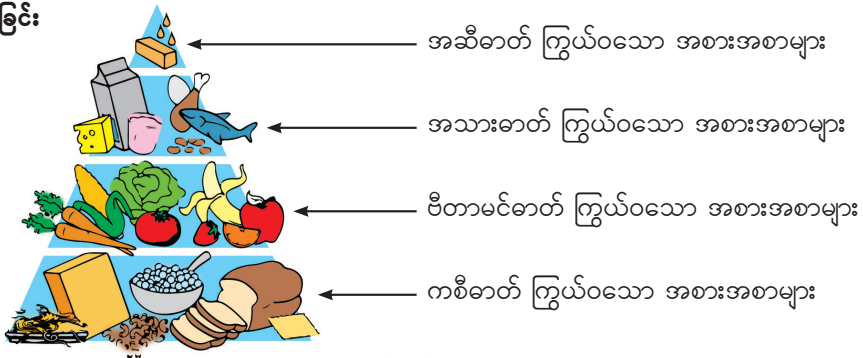 ခြင်း
အဆီဓာတ် ကြွယ်ဝသော အစားအစာများ
အသားဓာတ် ကြွယ်ဝသော အစားအစာများ
ဗီတာမင်ဓာတ် ကြွယ်ဝသော အစားအစာများ
ကစီဓာတ် ကြွယ်ဝသော အစားအစာများ